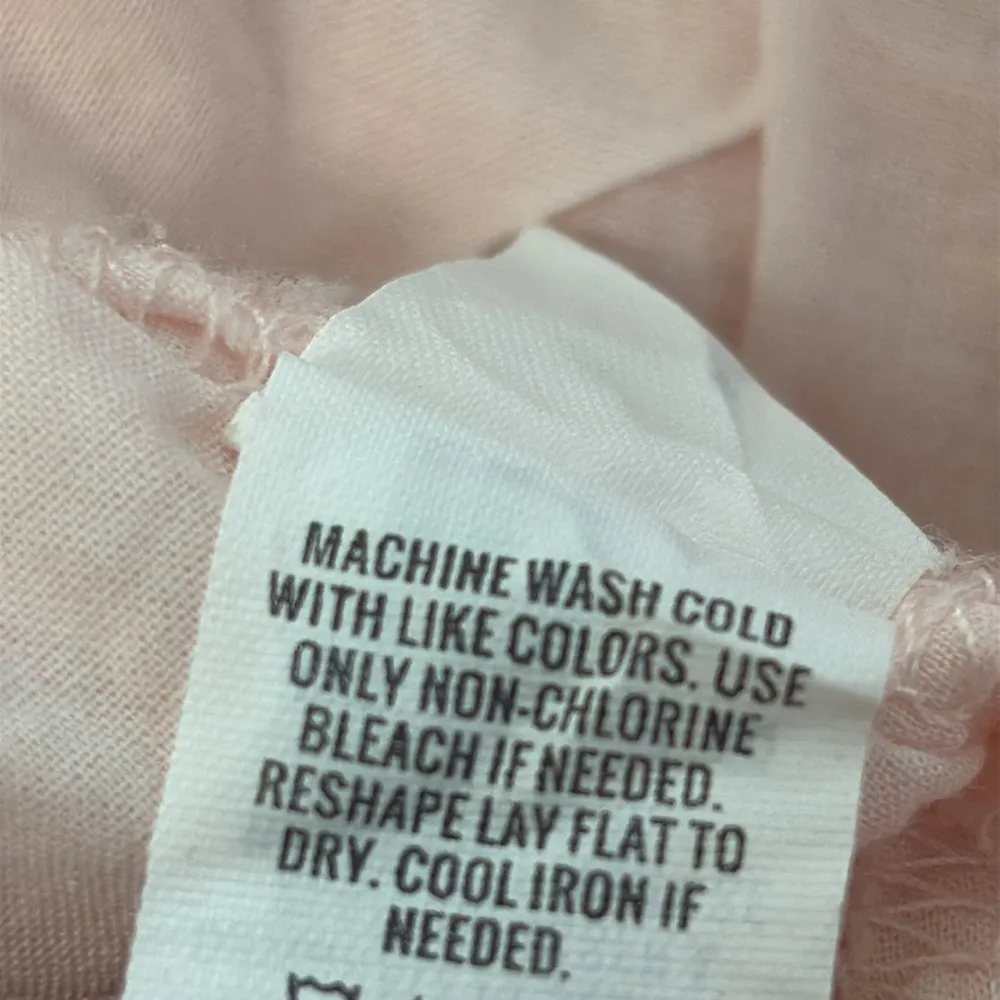 MACHINE WASH COLD
WITH LIKE COLORS. USE
ONLY NON-CHLORINE
BLEACH IF NEEDED.
RESHAPE LAY FLAT TO
DRY. COOL IRON IF
NEEDED.